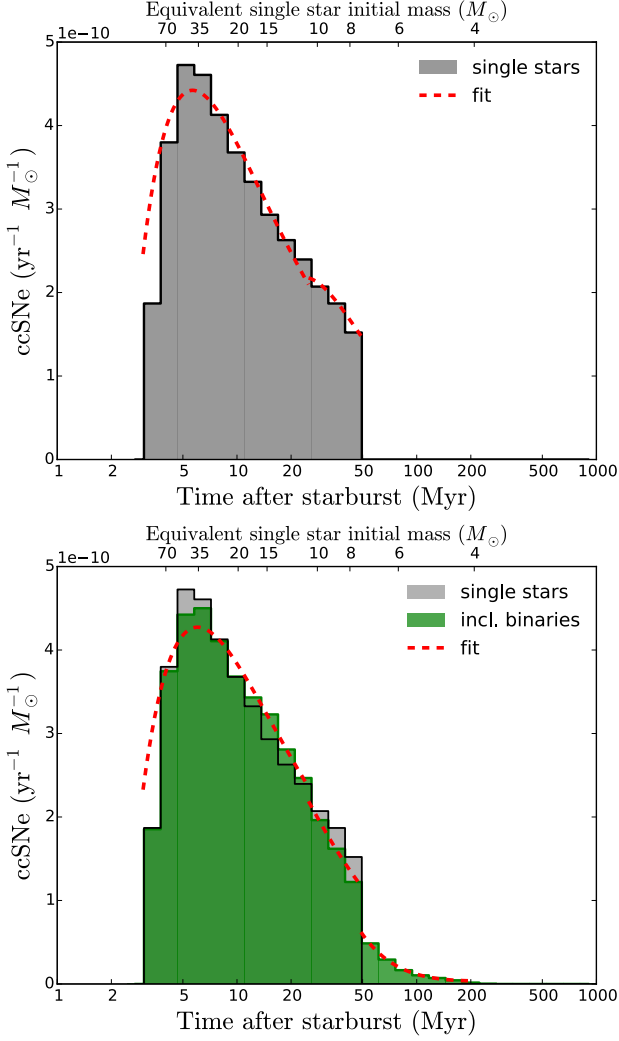 Equivalent single star initial mass (M⊙)
70 35 20 15 10 8 6 4
1e−10
5
4
3
2
1
0
ccSNe (yr⁻¹ M⊙⁻¹)
single stars
fit
1 2 5 10 20 50 100 200 500 1000
Time after starburst (Myr)
Equivalent single star initial mass (M⊙)
70 35 20 15 10 8 6 4
1e−10
5
4
3
2
1
0
ccSNe (yr⁻¹ M⊙⁻¹)
single stars
incl. binaries
fit
1 2 5 10 20 50 100 200 500 1000
Time after starburst (Myr)